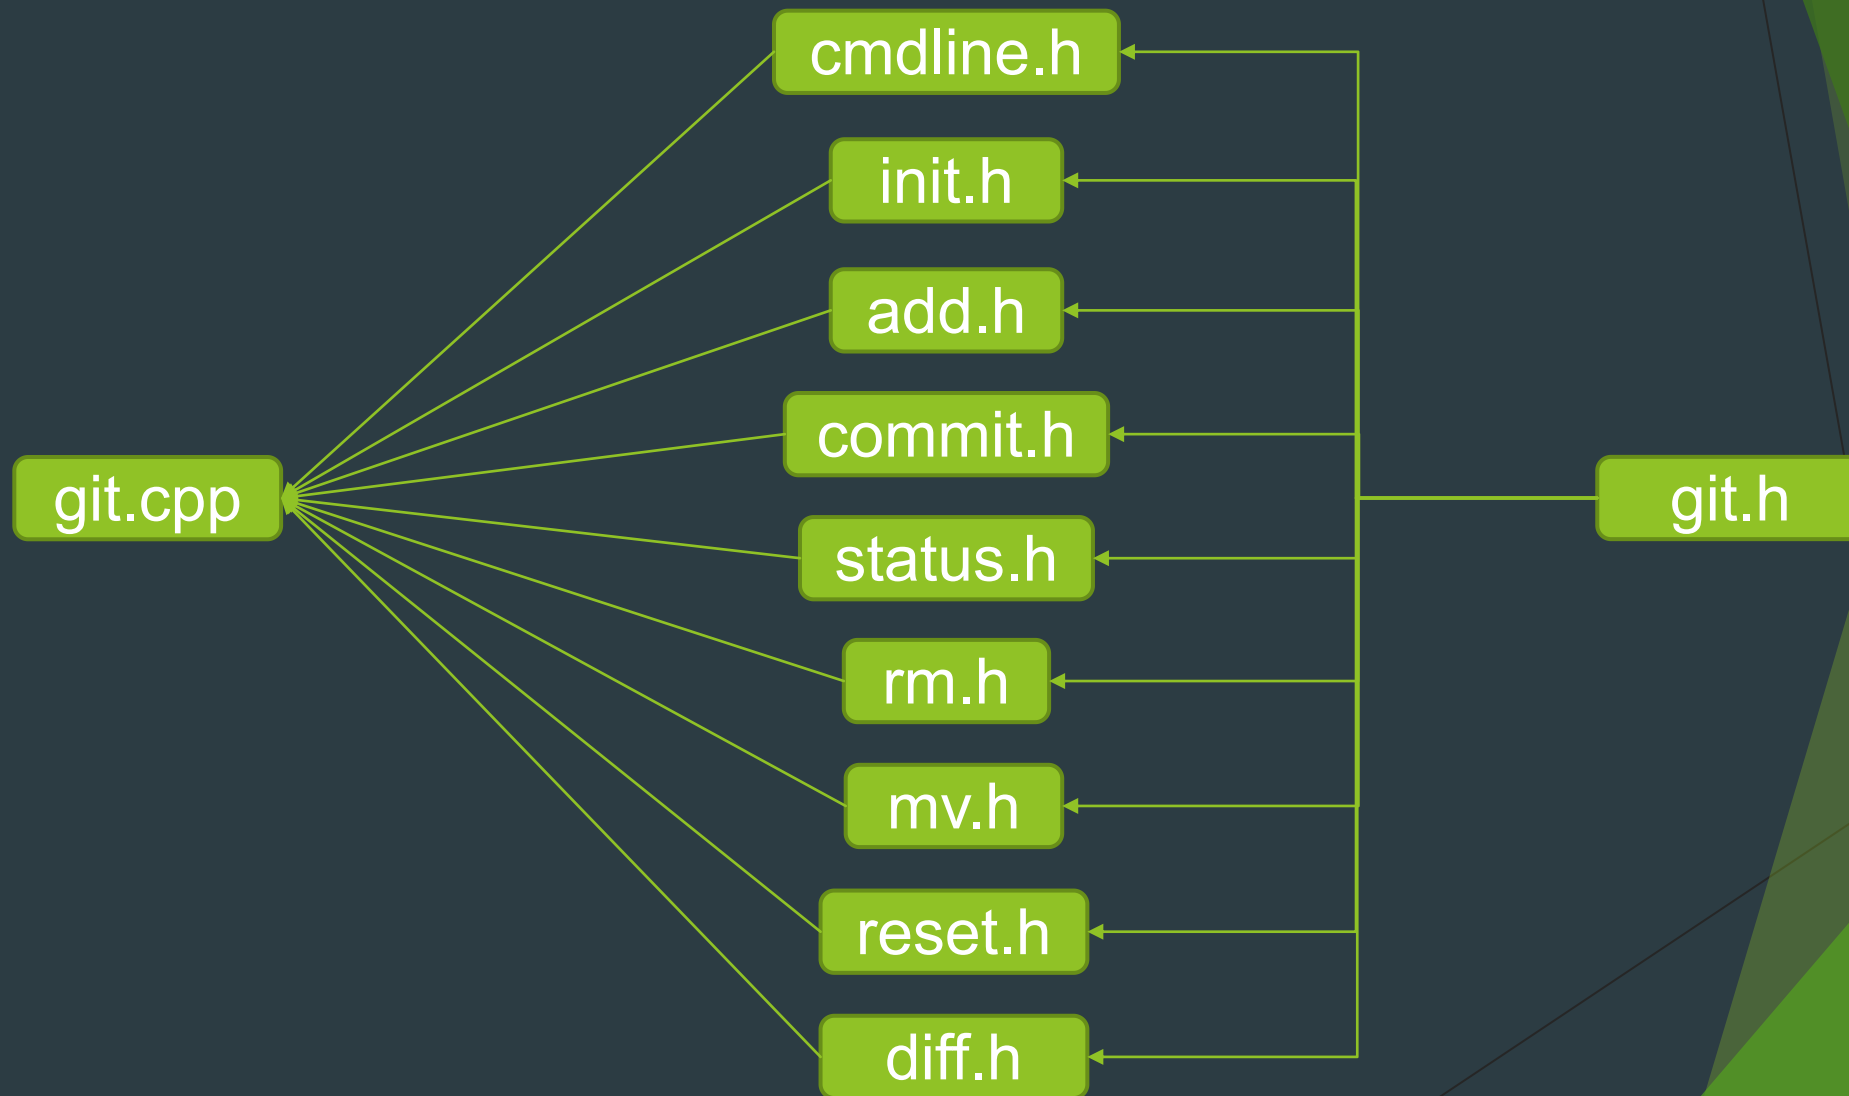 cmdline.h
init.h
add.h
commit.h
git.cpp
git.h
status.h
rm.h
mv.h
reset.h
diff.h